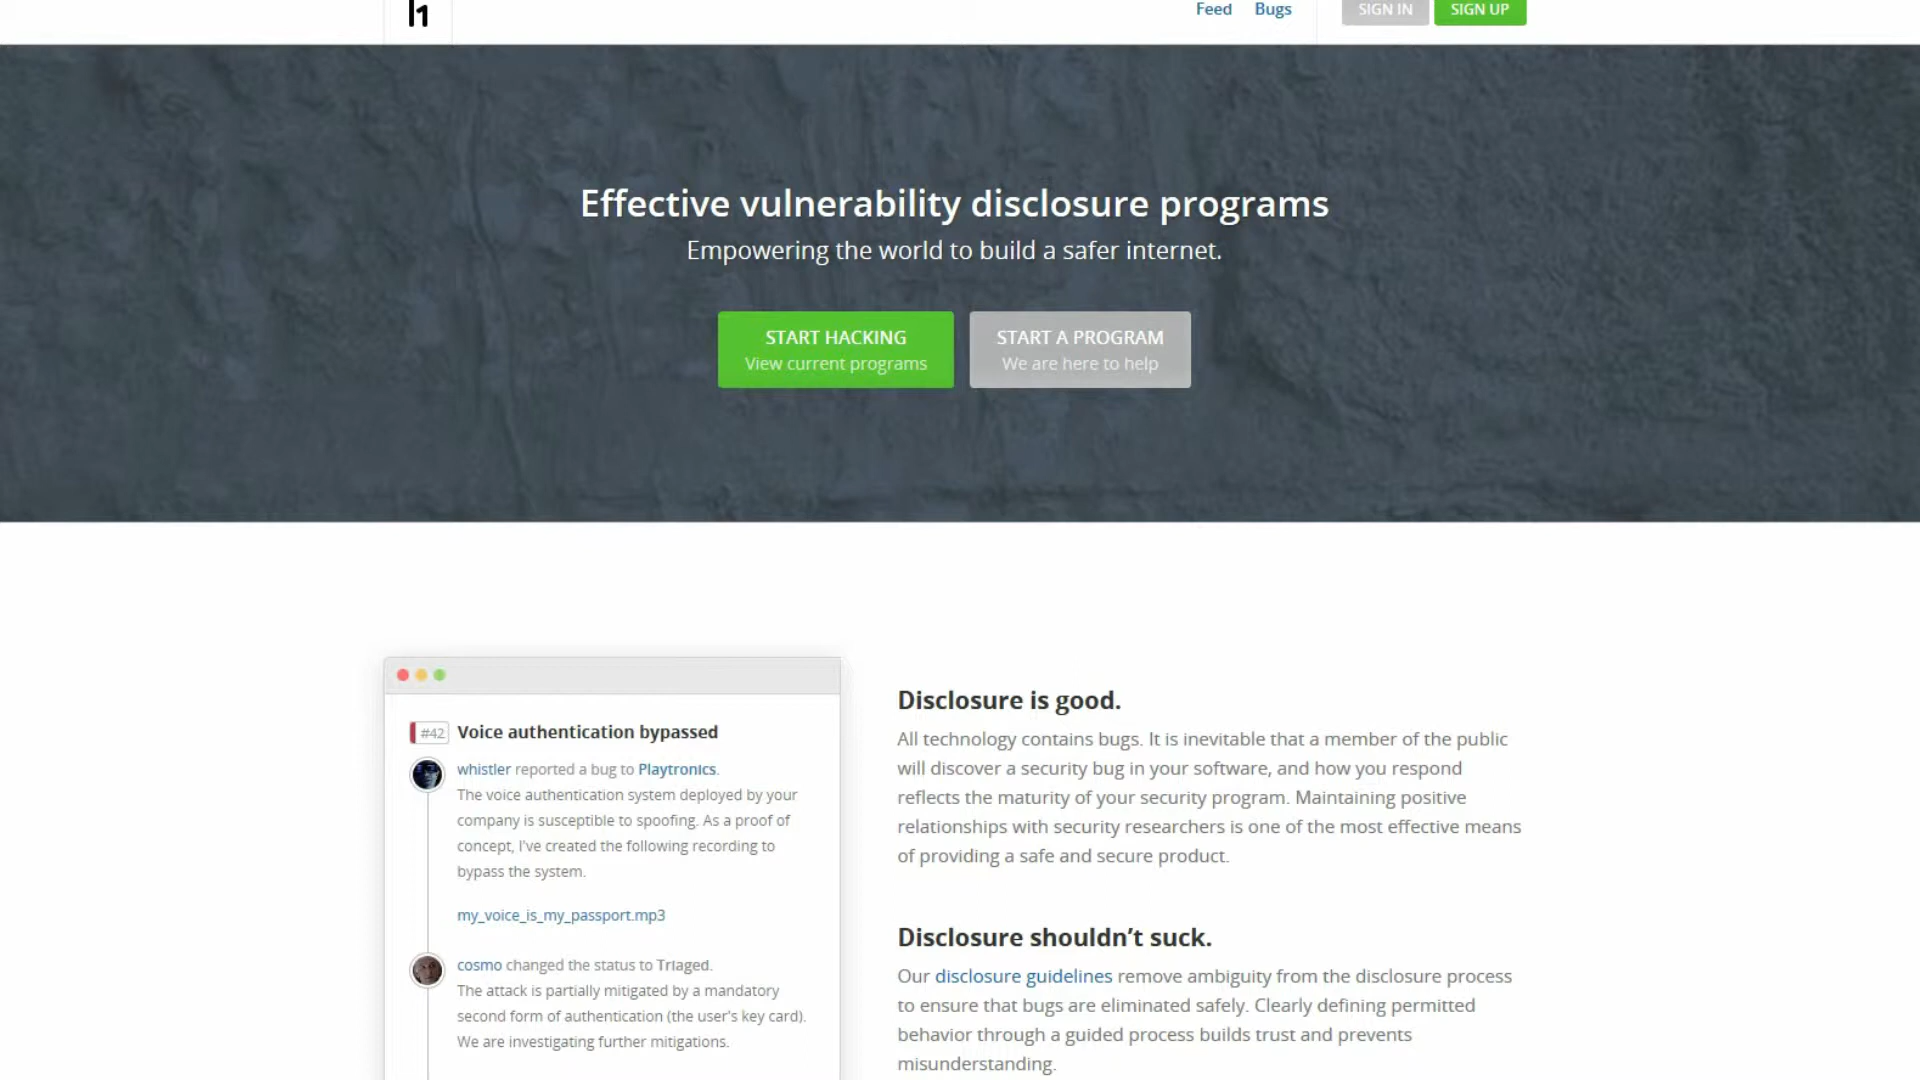 h1
Feed
Bugs
SIGN IN
SIGN UP
Effective vulnerability disclosure programs
Empowering the world to build a safer internet.
START HACKING
View current programs
START A PROGRAM
We are here to help
#42 Voice authentication bypassed
whistler reported a bug to Playtronics.
The voice authentication system deployed by your
company is susceptible to spoofing. As a proof of
concept, I've created the following recording to
bypass the system.
my_voice_is_my_passport.mp3
cosmo changed the status to Triaged.
The attack is partially mitigated by a mandatory
second form of authentication (the user's key card).
We are investigating further mitigations.
Disclosure is good.
All technology contains bugs. It is inevitable that a member of the public
will discover a security bug in your software, and how you respond
reflects the maturity of your security program. Maintaining positive
relationships with security researchers is one of the most effective means
of providing a safe and secure product.
Disclosure shouldn’t suck.
Our disclosure guidelines remove ambiguity from the disclosure process
to ensure that bugs are eliminated safely. Clearly defining permitted
behavior through a guided process builds trust and prevents
misunderstanding.